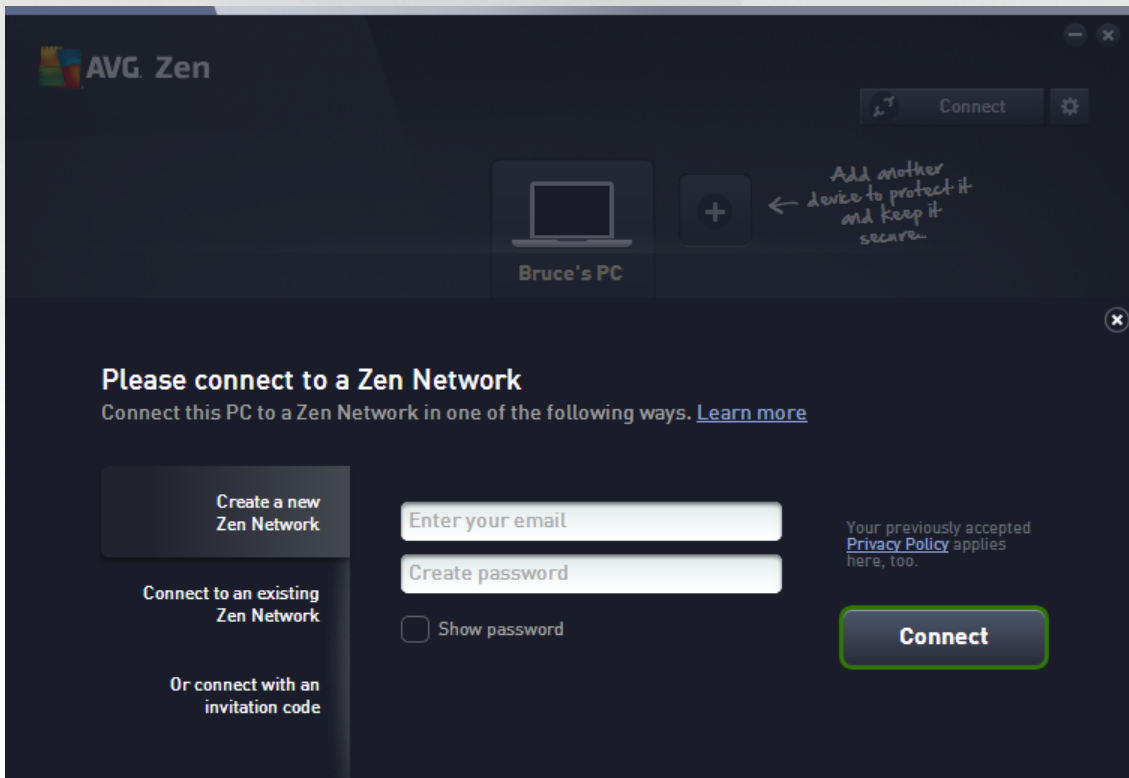 AVG. Zen
Connect
Add another
device to protect it
and keep it
secure...
Bruce's PC
Please connect to a Zen Network
Connect this PC to a Zen Network in one of the following ways. Learn more
Create a new
Zen Network
Connect to an existing
Zen Network
Or connect with an
invitation code
Enter your email
Create password
Show password
Your previously accepted
Privacy Policy applies
here, too.
Connect